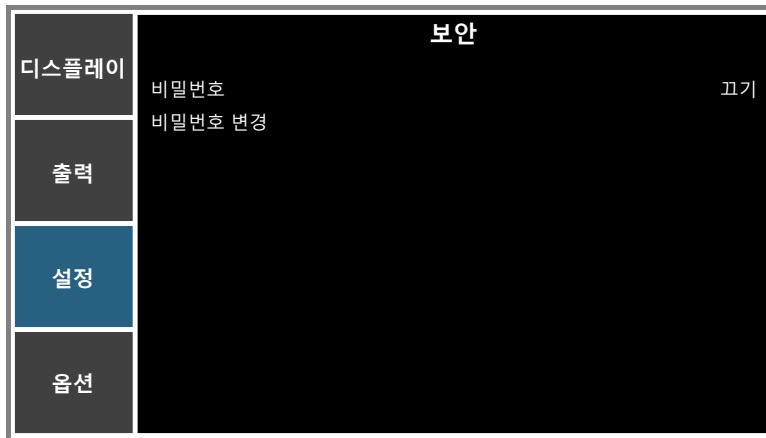 보안
디스플레이
비밀번호 끄기
비밀번호 변경
출력
설정
옵션